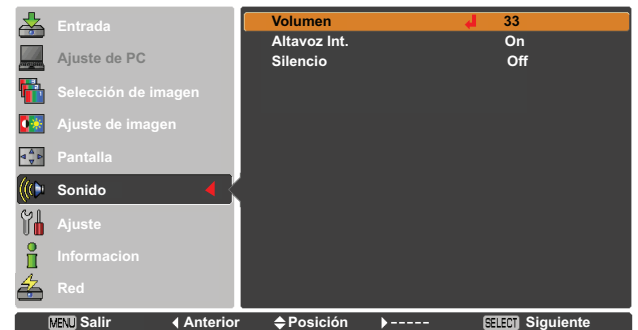 Entrada
Ajuste de PC
Selección de imagen
Ajuste de imagen
Pantalla
Sonido
Ajuste
Informacion
Red
Volumen 33
Altavoz Int. On
Silencio Off
MENU Salir Anterior Posición ----- SELECT Siguiente